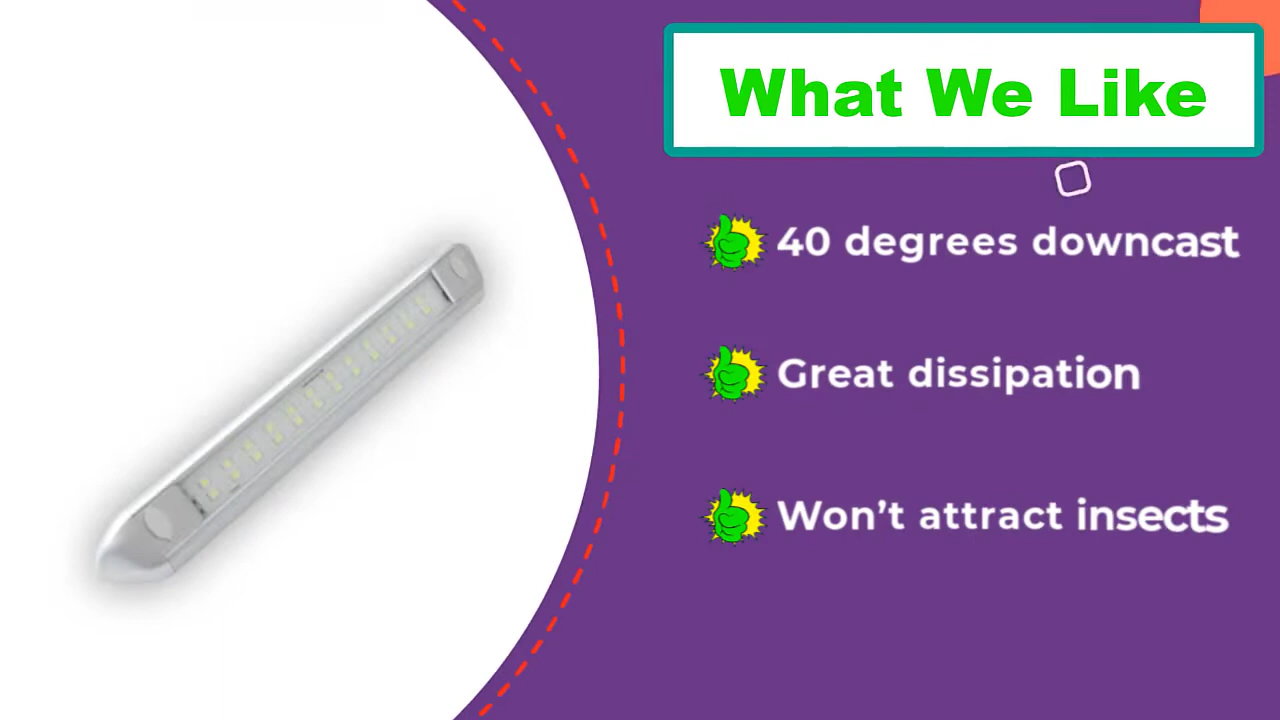 What We Like
40 degrees downcast
Great dissipation
Won’t attract insects